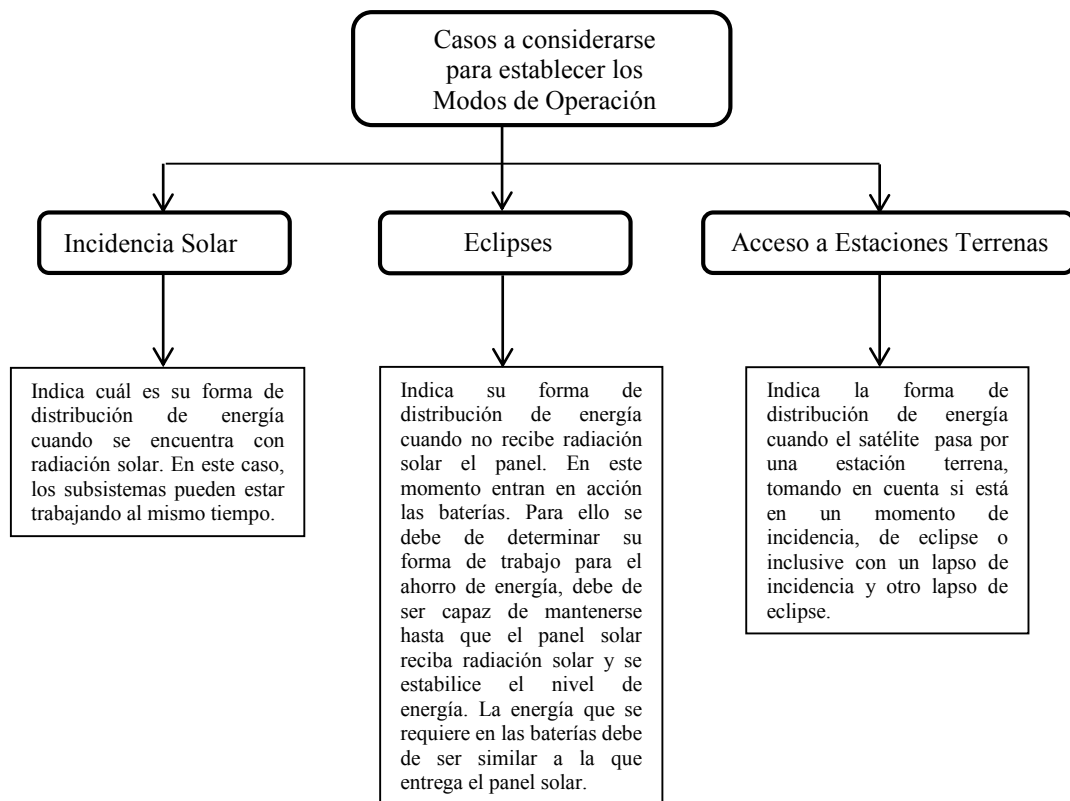 Casos a considerarse
para establecer los
Modos de Operación
Incidencia Solar
Eclipses
Acceso a Estaciones Terrenas
Indica cuál es su forma de
distribución de energía
cuando se encuentra con
radiación solar. En este caso,
los subsistemas pueden estar
trabajando al mismo tiempo.
Indica su forma de
distribución de energía
cuando no recibe radiación
solar el panel. En este
momento entran en acción
las baterías. Para ello se
debe de determinar su
forma de trabajo para el
ahorro de energía, debe de
ser capaz de mantenerse
hasta que el panel solar
reciba radiación solar y se
estabilice el nivel de
energía. La energía que se
requiere en las baterías debe
de ser similar a la que
entrega el panel solar.
Indica la forma de
distribución de energía
cuando el satélite pasa por
una estación terrena,
tomando en cuenta si está
en un momento de
incidencia, de eclipse o
inclusive con un lapso de
incidencia y otro lapso de
eclipse.